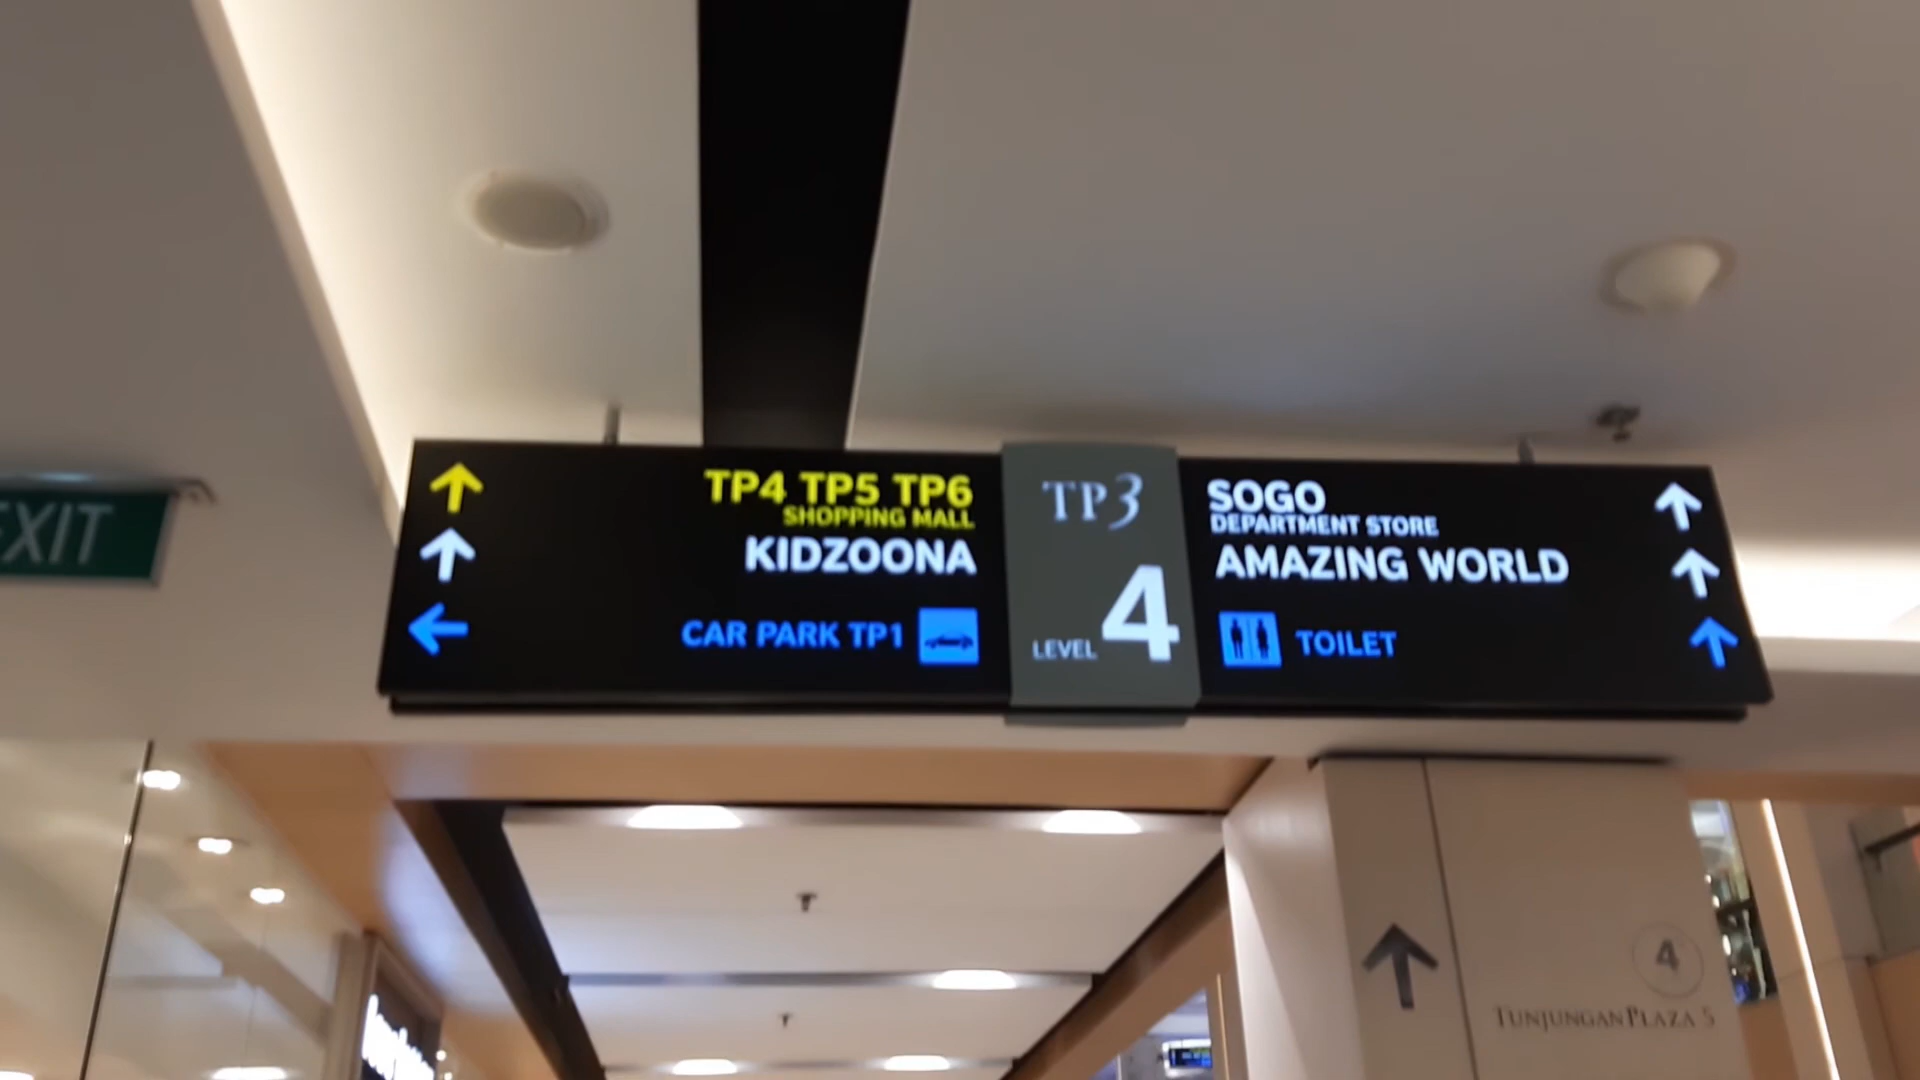 EXIT
TP4 TP5 TP6
SHOPPING MALL
KIDZOONA
CAR PARK TP1
TP3
LEVEL 4
SOGO
DEPARTMENT STORE
AMAZING WORLD
TOILET
4
TUNJUNGAN PLAZA 5